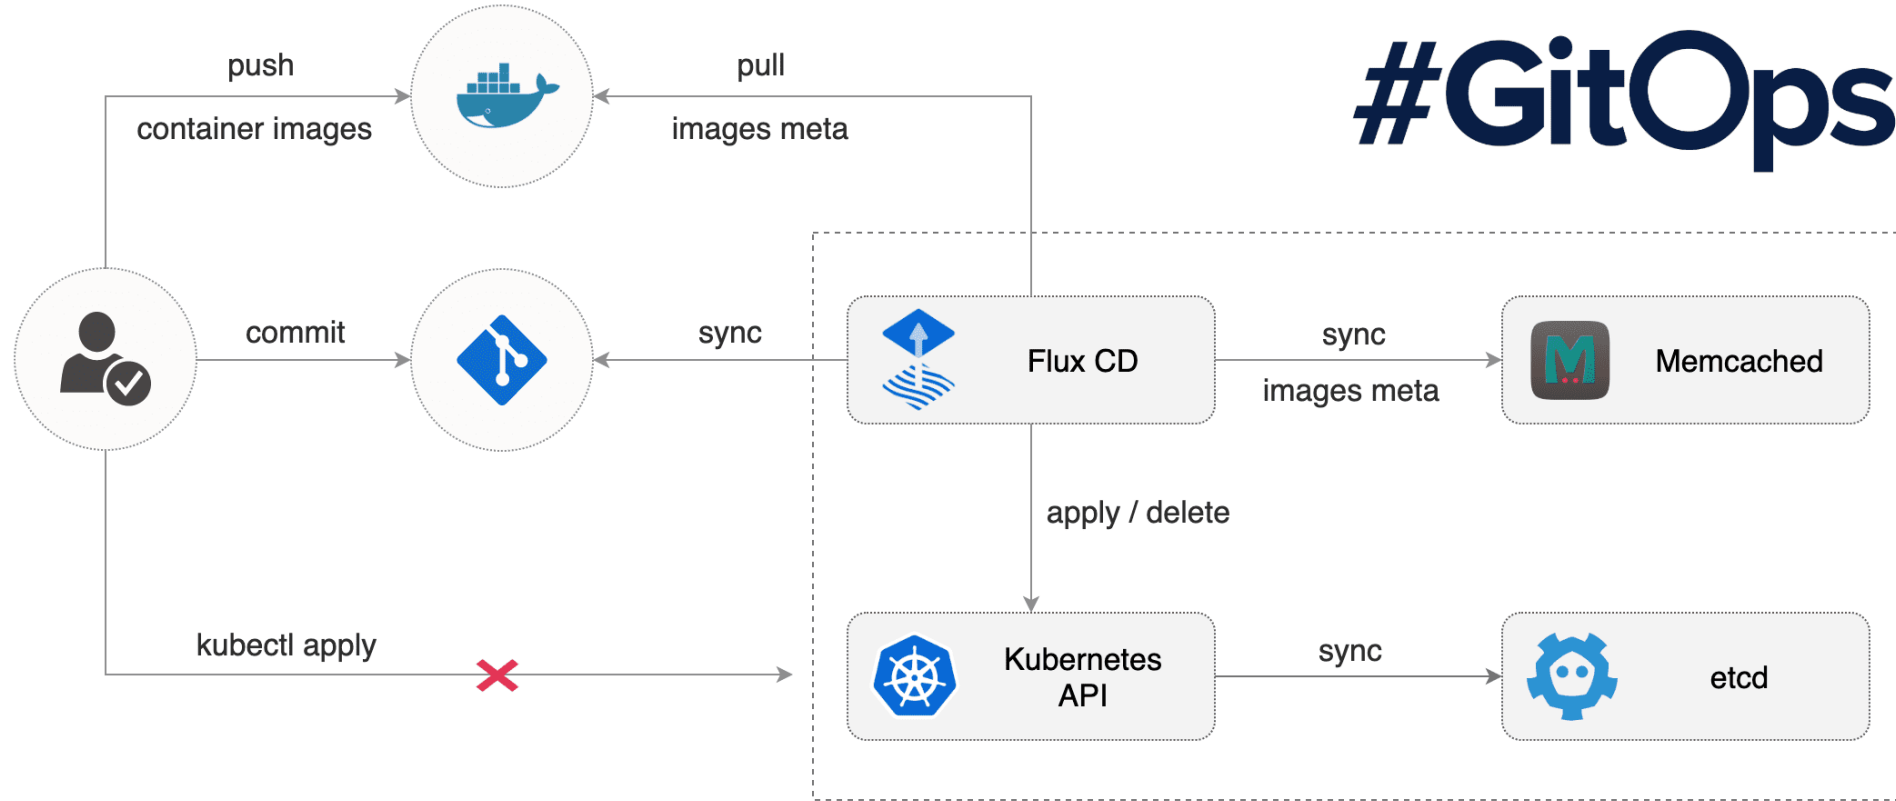 #GitOps
push
container images
pull
images meta
commit
sync
Flux CD
sync
images meta
Memcached
apply / delete
kubectl apply
Kubernetes
API
sync
etcd